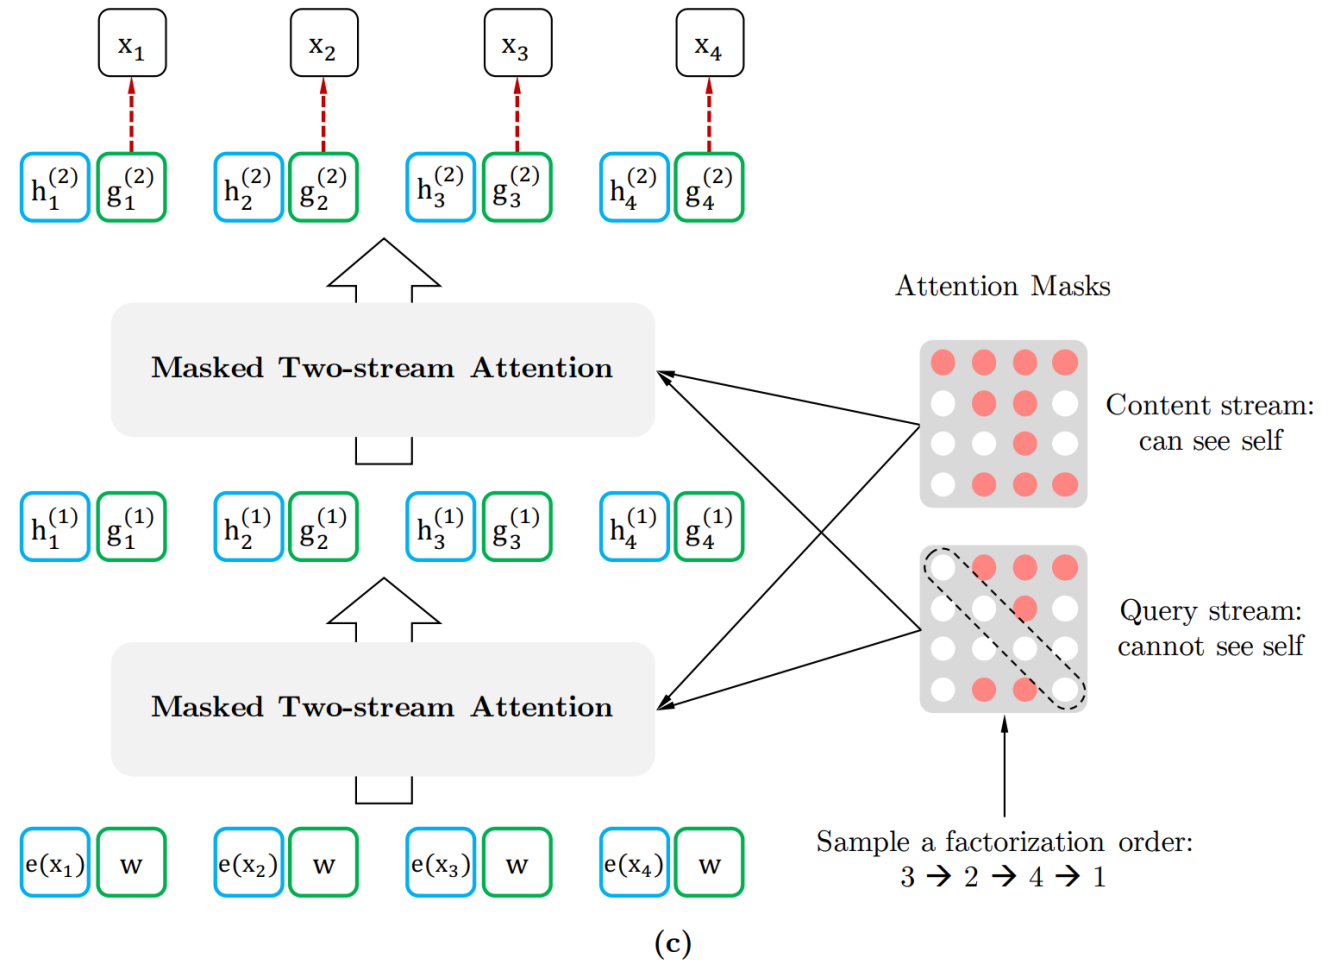 x₁ x₂ x₃ x₄
h₁⁽²⁾ g₁⁽²⁾ h₂⁽²⁾ g₂⁽²⁾ h₃⁽²⁾ g₃⁽²⁾ h₄⁽²⁾ g₄⁽²⁾
Masked Two-stream Attention
h₁⁽¹⁾ g₁⁽¹⁾ h₂⁽¹⁾ g₂⁽¹⁾ h₃⁽¹⁾ g₃⁽¹⁾ h₄⁽¹⁾ g₄⁽¹⁾
Masked Two-stream Attention
e(x₁) w e(x₂) w e(x₃) w e(x₄) w
Attention Masks
Content stream:
can see self
Query stream:
cannot see self
Sample a factorization order:
3 → 2 → 4 → 1
(c)